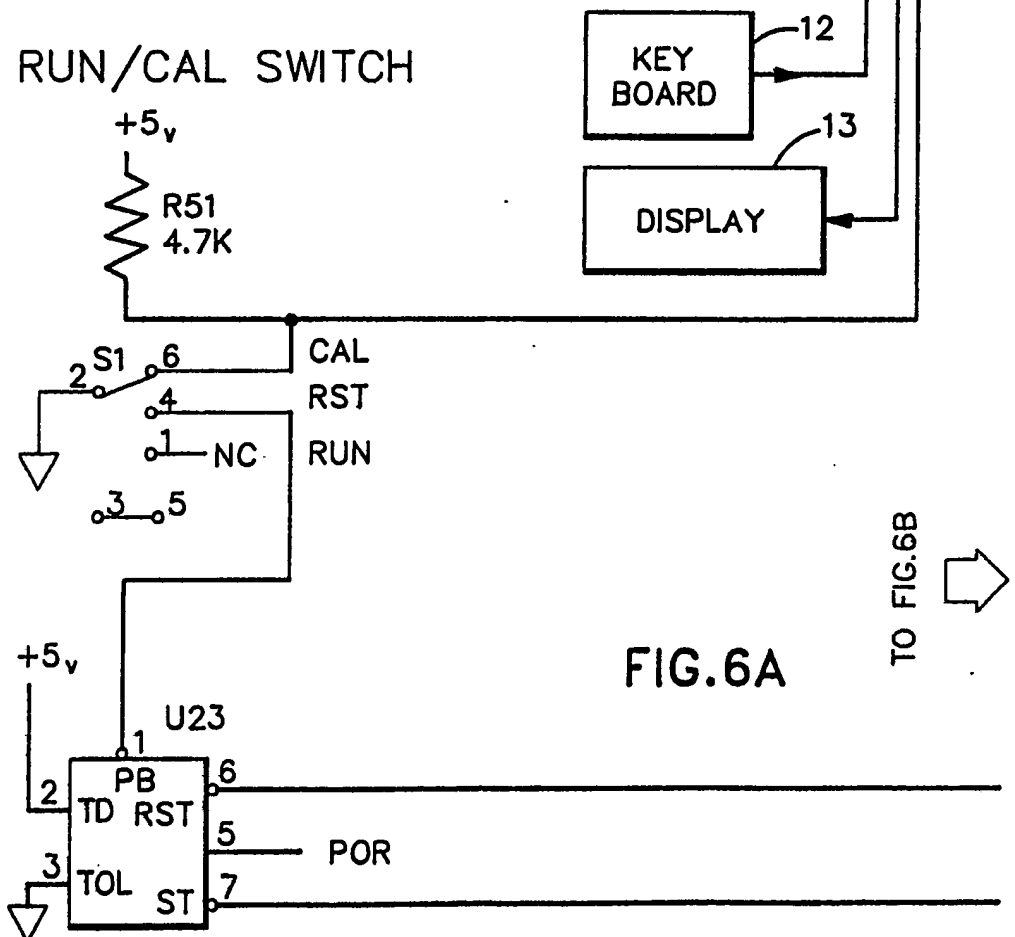 RUN/CAL SWITCH
+5v
R51
4.7K
KEY
BOARD
12
DISPLAY
13
S1
2
6
CAL
4
RST
1
NC
RUN
3
5
TO FIG.6B
FIG.6A
+5v
U23
1
PB
2
TD
RST
6
5
POR
3
TOL
ST
7